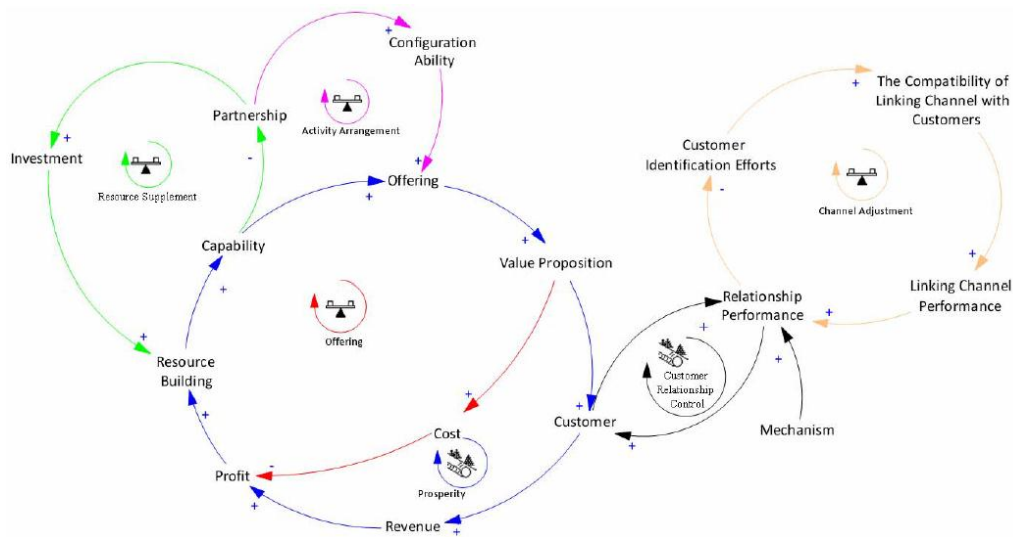 +
Configuration
Ability
Partnership
+
Activity Arrangement
+
The Compatibility of
Linking Channel with
Customers
+
Investment
-
Resource Supplement
+
Offering
+
Customer
Identification Efforts
-
Channel Adjustment
Capability
+
+
Value Proposition
+
Linking Channel
Performance
+
Relationship
Performance
+
Offering
+
Resource
Building
+
Customer
Relationship
Control
+
+
+
Customer
+
Mechanism
Cost
-
Profit
+
Prosperity
Revenue
+